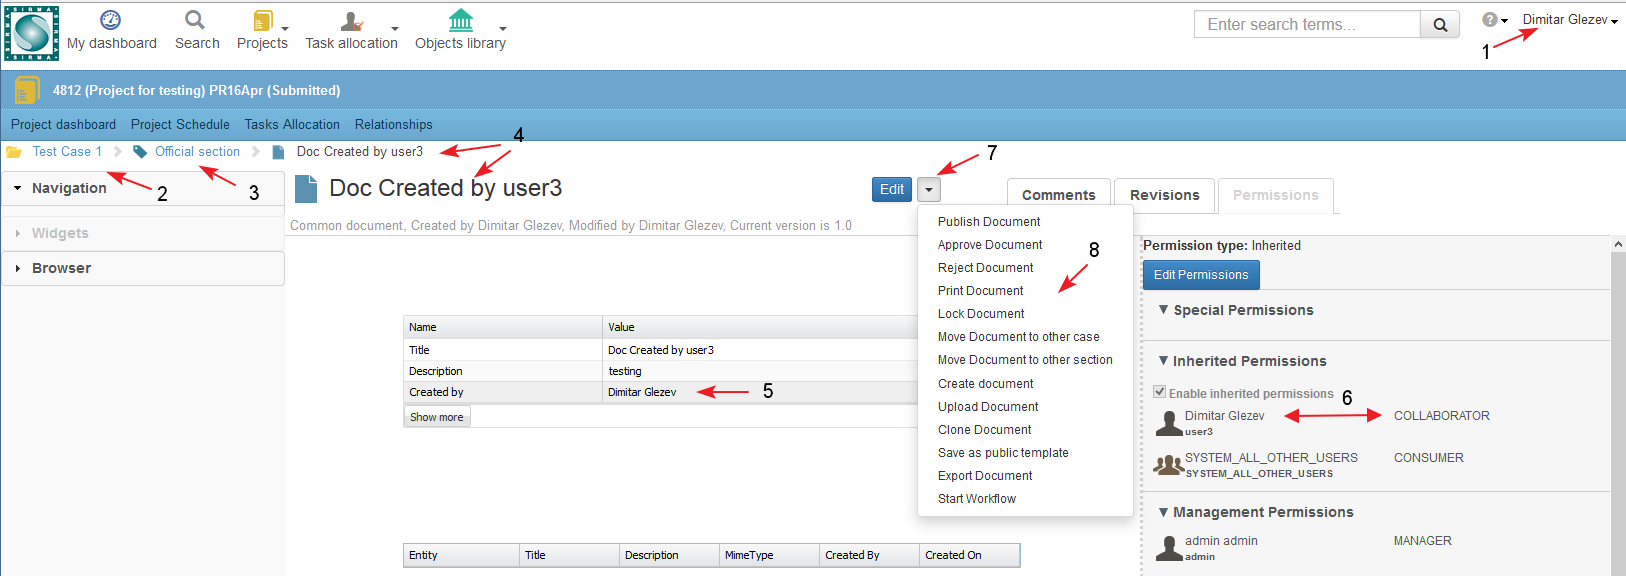 SIRMA
SIRMA
SIRMA
SIRMA
My dashboard
Search
Projects
Task allocation
Objects library
Enter search terms...
?
Dimitar Glezev
1
4812 (Project for testing) PR16Apr (Submitted)
Project dashboard Project Schedule Tasks Allocation Relationships
Test Case 1 Official section Doc Created by user3
4
7
2
3
Navigation
Widgets
Browser
Doc Created by user3
Edit
Common document, Created by Dimitar Glezev, Modified by Dimitar Glezev, Current version is 1.0
Name Value
Title Doc Created by user3
Description testing
Created by Dimitar Glezev
5
Show more
Entity Title Description MimeType Created By Created On
Publish Document
Approve Document
Reject Document
Print Document
Lock Document
Move Document to other case
Move Document to other section
Create document
Upload Document
Clone Document
Save as public template
Export Document
Start Workflow
8
Comments Revisions Permissions
Permission type: Inherited
Edit Permissions
Special Permissions
Inherited Permissions
Enable inherited permissions
6
Dimitar Glezev COLLABORATOR
user3
SYSTEM_ALL_OTHER_USERS CONSUMER
SYSTEM_ALL_OTHER_USERS
Management Permissions
admin admin MANAGER
admin